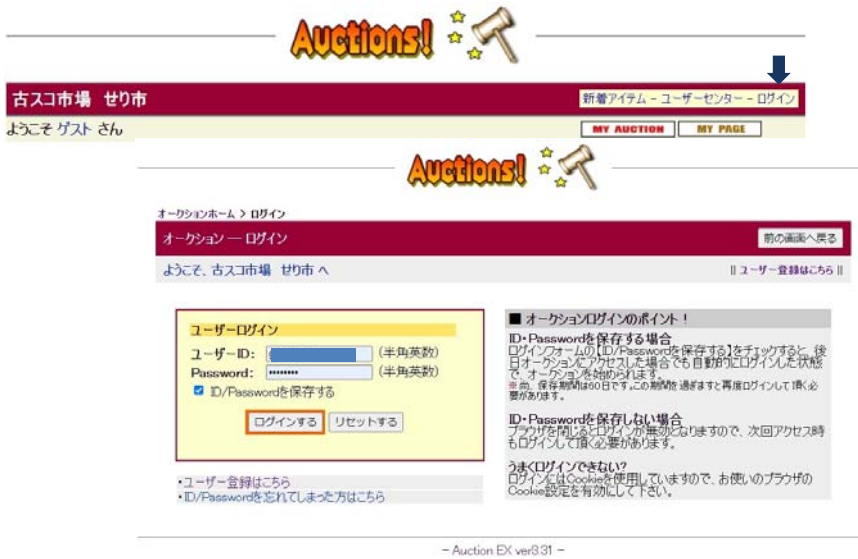 Auctions!
古スコ市場 せり市
新着アイテム - ユーザーセンター - ログイン
ようこそ ゲスト さん
MY AUCTION
MY PAGE
Auctions!
オークションホーム > ログイン
オークション — ログイン
前の画面へ戻る
ようこそ、古スコ市場 せり市 へ
|| ユーザー登録はこちら ||
ユーザーログイン
ユーザーID:
(半角英数)
Password: ********
(半角英数)
ID/Passwordを保存する
ログインする
リセットする
・ユーザー登録はこちら
・ID/Passwordを忘れてしまった方はこちら
■ オークションログインのポイント!
ID・Passwordを保存する場合
ログインフォームの【ID/Passwordを保存する】をチェックすると、後
日オークションにアクセスした場合でも自動的にログインした状態
で、オークションを始められます。
※尚、保存期間は60日です。この期間を過ぎますと再度ログインして頂く必
要があります。
ID・Passwordを保存しない場合
ブラウザを閉じるとログインが無効となりますので、次回アクセス時
もログインして頂く必要があります。
うまくログインできない?
ログインにはCookieを使用していますので、お使いのブラウザの
Cookie設定を有効にして下さい。
- Auction EX ver3.31 -